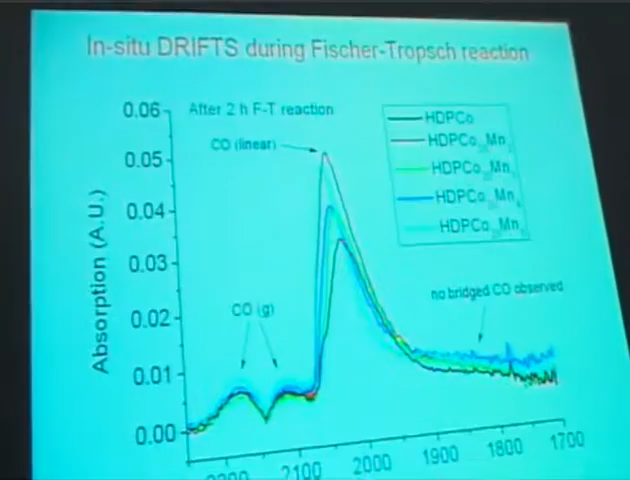 In-situ DRIFTS during Fischer-Tropsch reaction
After 2 h F-T reaction
CO (linear)
HDPCo
HDPCo Mn
HDPCo Mn
HDPCo Mn
HDPCo Mn
no bridged CO observed
CO (g)
Absorption (A.U.)
0.06
0.05
0.04
0.03
0.02
0.01
0.00
2100
2000
1900
1800
1700